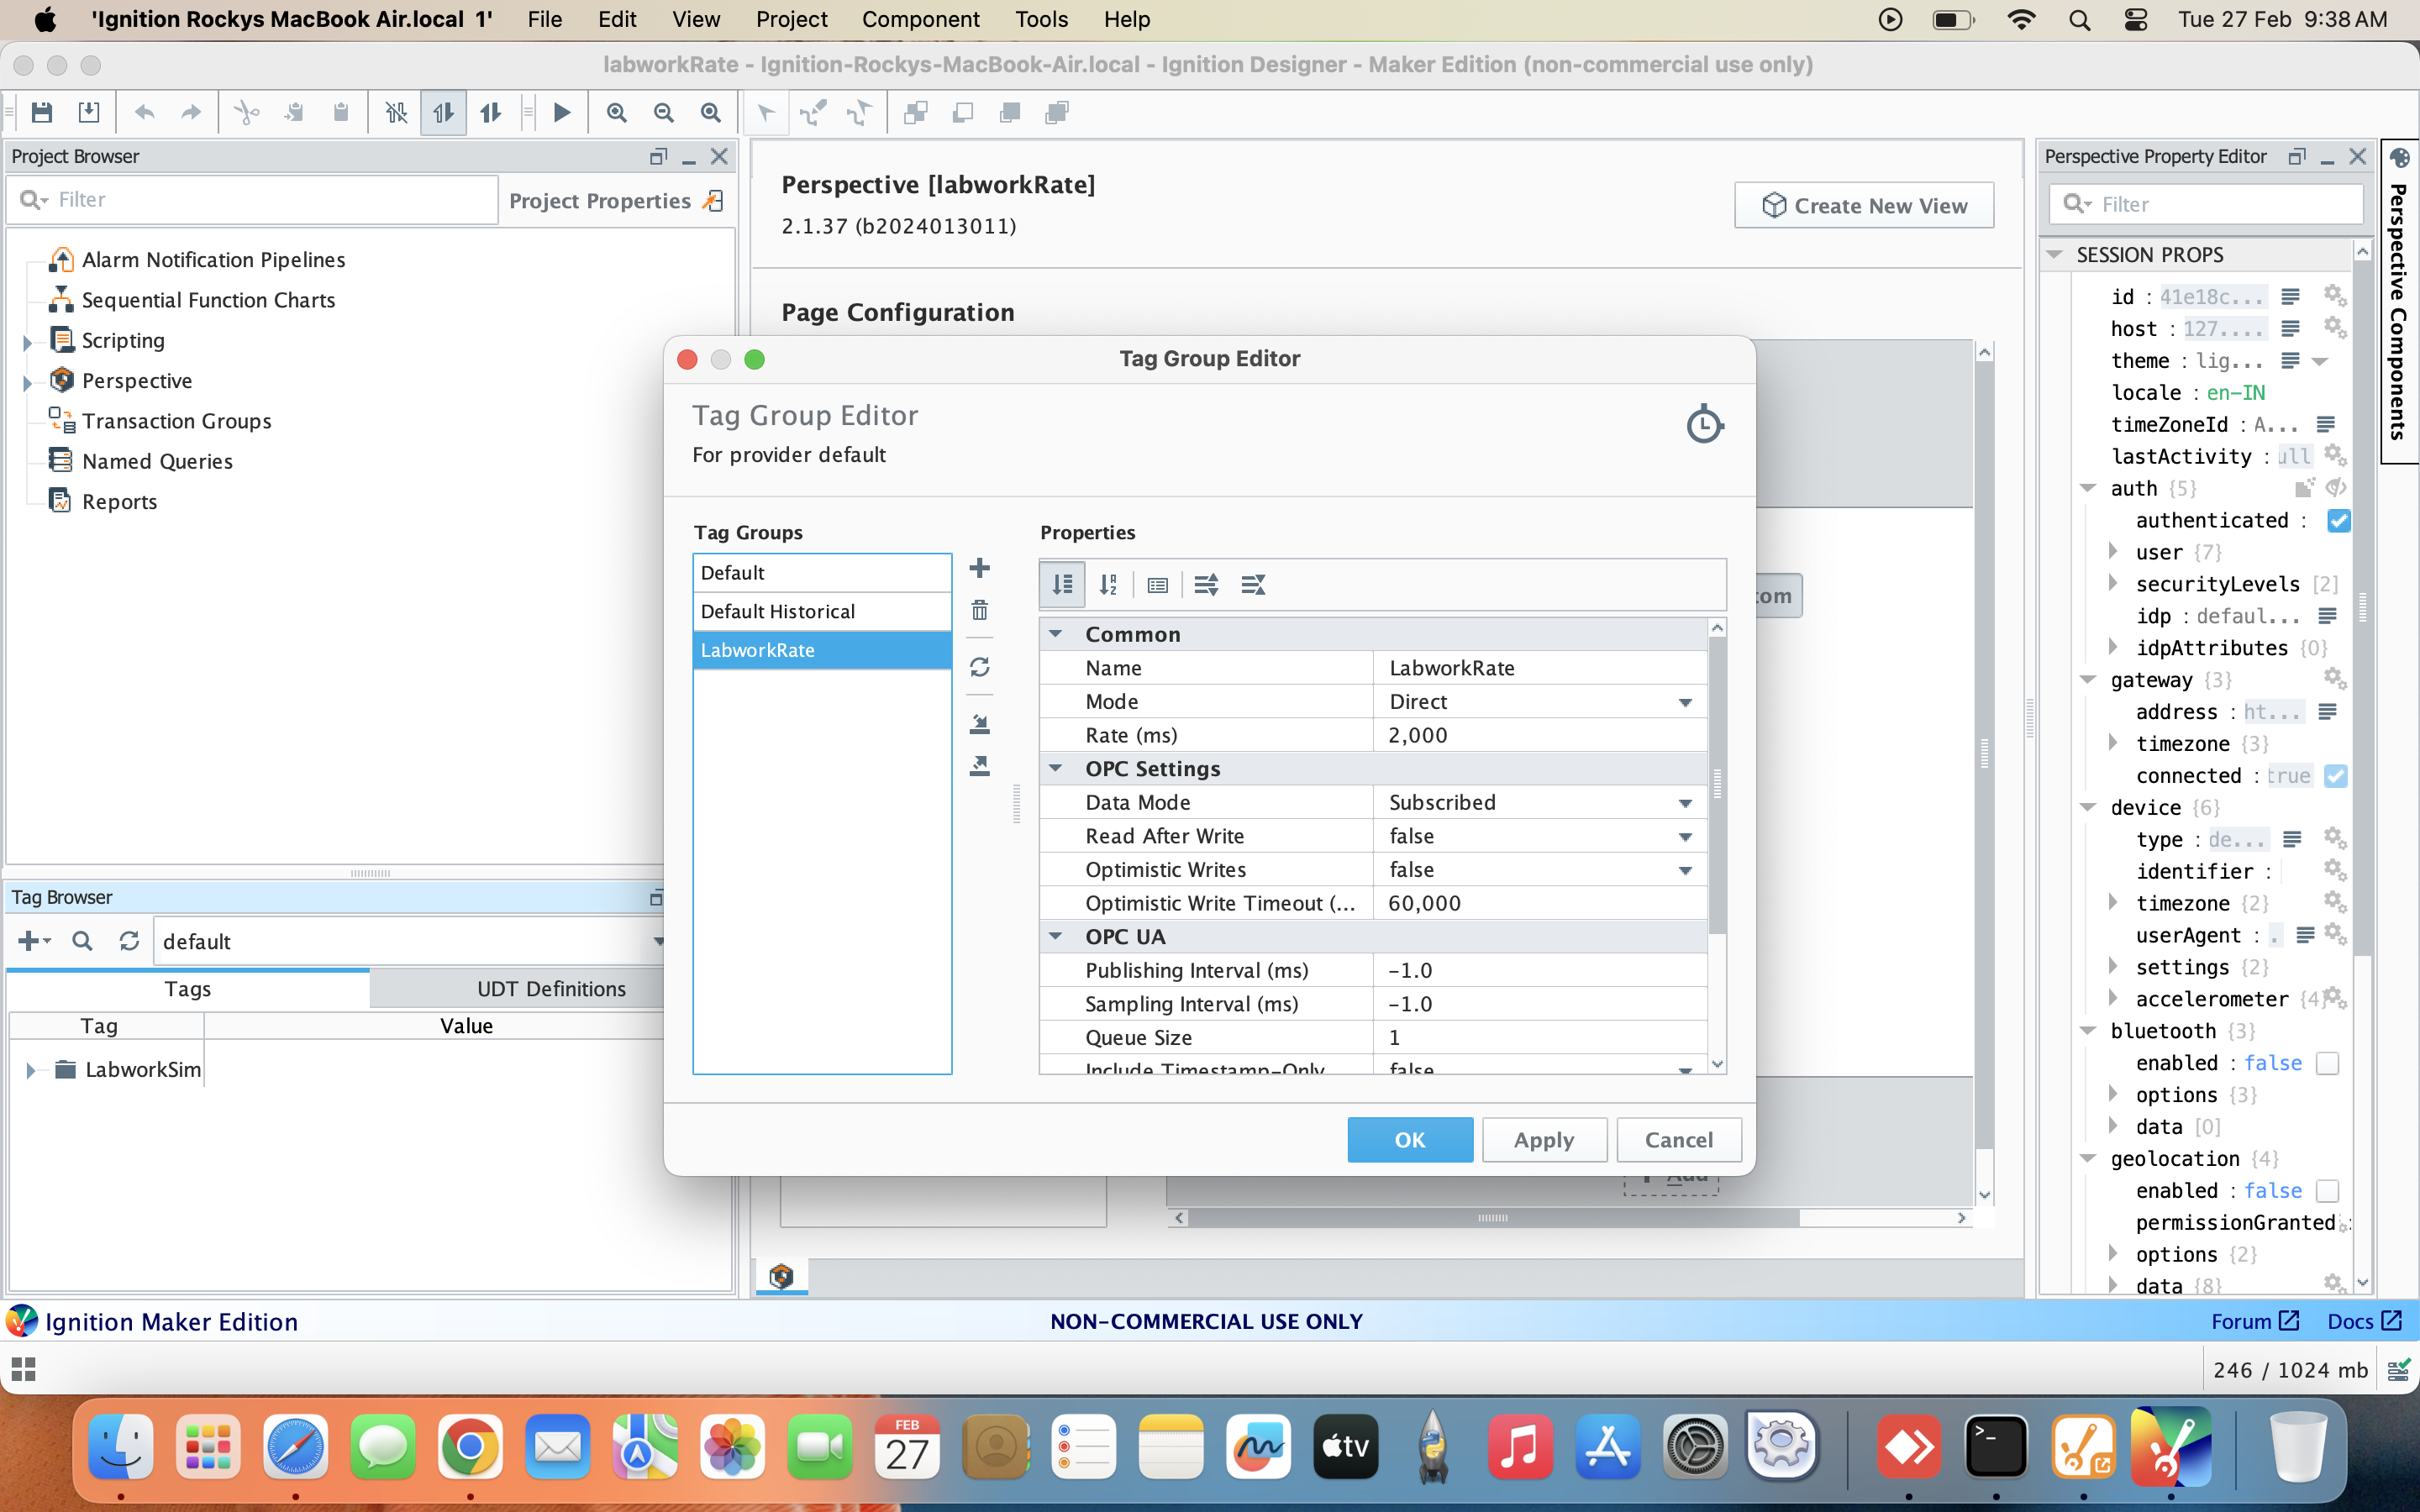 'Ignition Rockys MacBook Air.local 1' File Edit View Project Component Tools Help Tue 27 Feb 9:38 AM
labworkRate - Ignition-Rockys-MacBook-Air.local - Ignition Designer - Maker Edition (non-commercial use only)
Project Browser
Filter
Project Properties
Alarm Notification Pipelines
Sequential Function Charts
Scripting
Perspective
Transaction Groups
Named Queries
Reports
Tag Browser
default
Tags UDT Definitions
Tag Value
LabworkSim
Perspective [labworkRate]
2.1.37 (b2024013011)
Create New View
Page Configuration
Tag Group Editor
Tag Group Editor
For provider default
Tag Groups
Default
Default Historical
LabworkRate
Properties
Common
Name LabworkRate
Mode Direct
Rate (ms) 2,000
OPC Settings
Data Mode Subscribed
Read After Write false
Optimistic Writes false
Optimistic Write Timeout (... 60,000
OPC UA
Publishing Interval (ms) -1.0
Sampling Interval (ms) -1.0
Queue Size 1
Include Timestamp-Only false
OK Apply Cancel
om
Add
Perspective Property Editor
Filter
SESSION PROPS
id : 41e18c...
host : 127....
theme : lig...
locale : en-IN
timeZoneId : A...
lastActivity : ull
auth {5}
authenticated :
user {7}
securityLevels [2]
idp : defaul...
idpAttributes {0}
gateway {3}
address : ht...
timezone {3}
connected : true
device {6}
type : de...
identifier :
timezone {2}
userAgent : .
settings {2}
accelerometer {4}
bluetooth {3}
enabled : false
options {3}
data [0]
geolocation {4}
enabled : false
permissionGranted :
options {2}
data {8}
Perspective Components
Ignition Maker Edition
NON-COMMERCIAL USE ONLY
Forum Docs
246 / 1024 mb
FEB
27
tv
>_